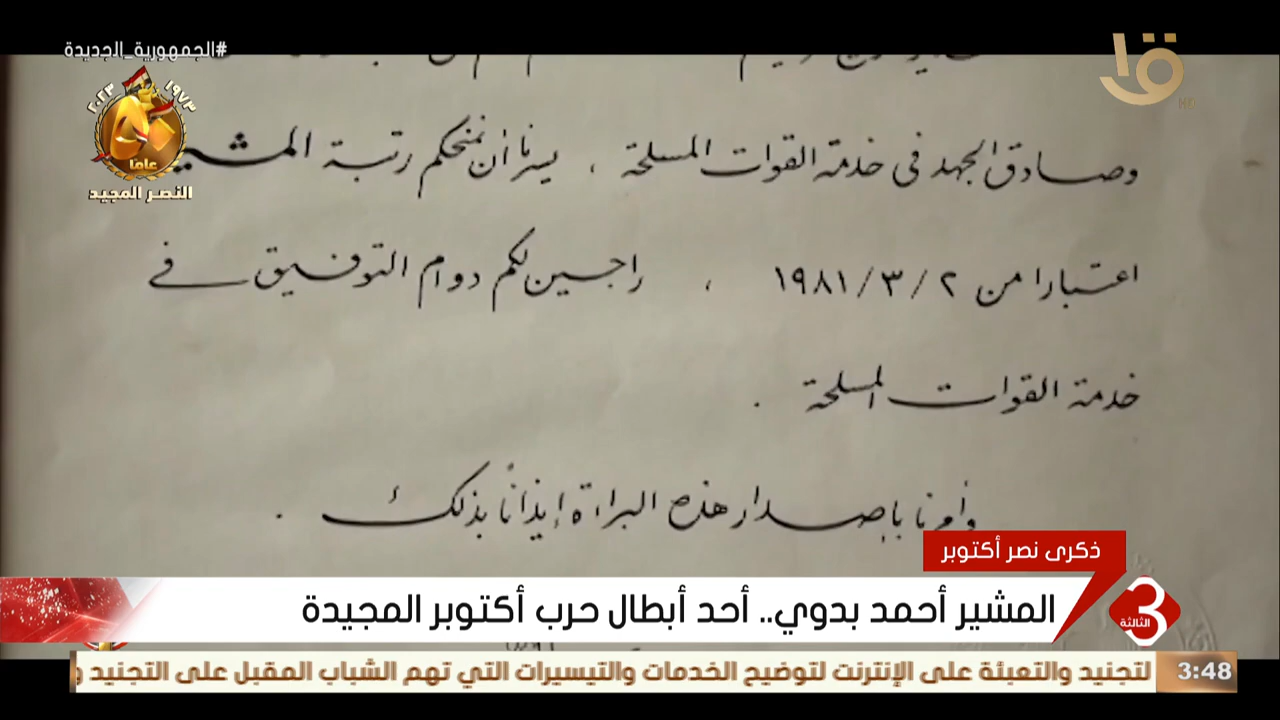 #الجمهورية_الجديدة
١٩٧٣
٢٠٢٣
٥٠
عاما
النصر المجيد
HD
وصادق الجهد فى خدمة القوات المسلحة ، يسرنا أن نمنحكم رتبة المشير
اعتبارا من ٢ / ٣ / ١٩٨١ ، راجين لكم دوام التوفيق في
خدمة القوات المسلحة .
وأمرنا بإصدار هذه البراءة إيذاناً بذلك .
ذكرى نصر أكتوبر
المشير أحمد بدوي.. أحد أبطال حرب أكتوبر المجيدة
3
الثالثة
لتجنيد والتعبئة على الإنترنت لتوضيح الخدمات والتيسيرات التي تهم الشباب المقبل على التجنيد و
3:48